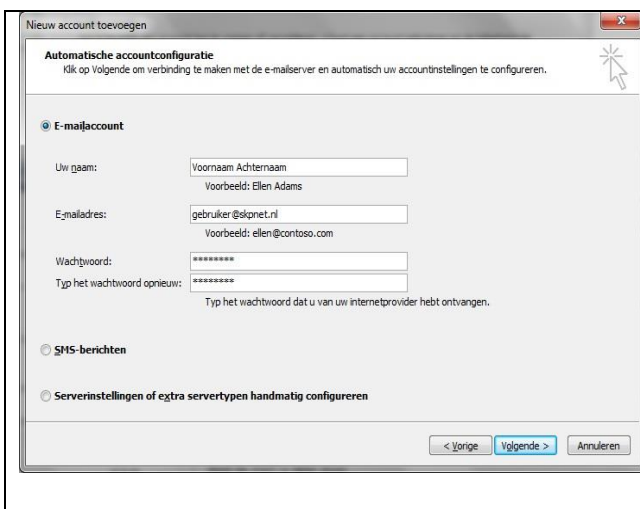 Nieuw account toevoegen
Automatische accountconfiguratie
Klik op Volgende om verbinding te maken met de e-mailserver en automatisch uw accountinstellingen te configureren.
E-mailaccount
Uw naam: Voornaam Achternaam
Voorbeeld: Ellen Adams
E-mailadres: gebruiker@skpnet.nl
Voorbeeld: ellen@contoso.com
Wachtwoord: ********
Typ het wachtwoord opnieuw: ********
Typ het wachtwoord dat u van uw internetprovider hebt ontvangen.
SMS-berichten
Serverinstellingen of extra servertypen handmatig configureren
< Vorige Volgende > Annuleren